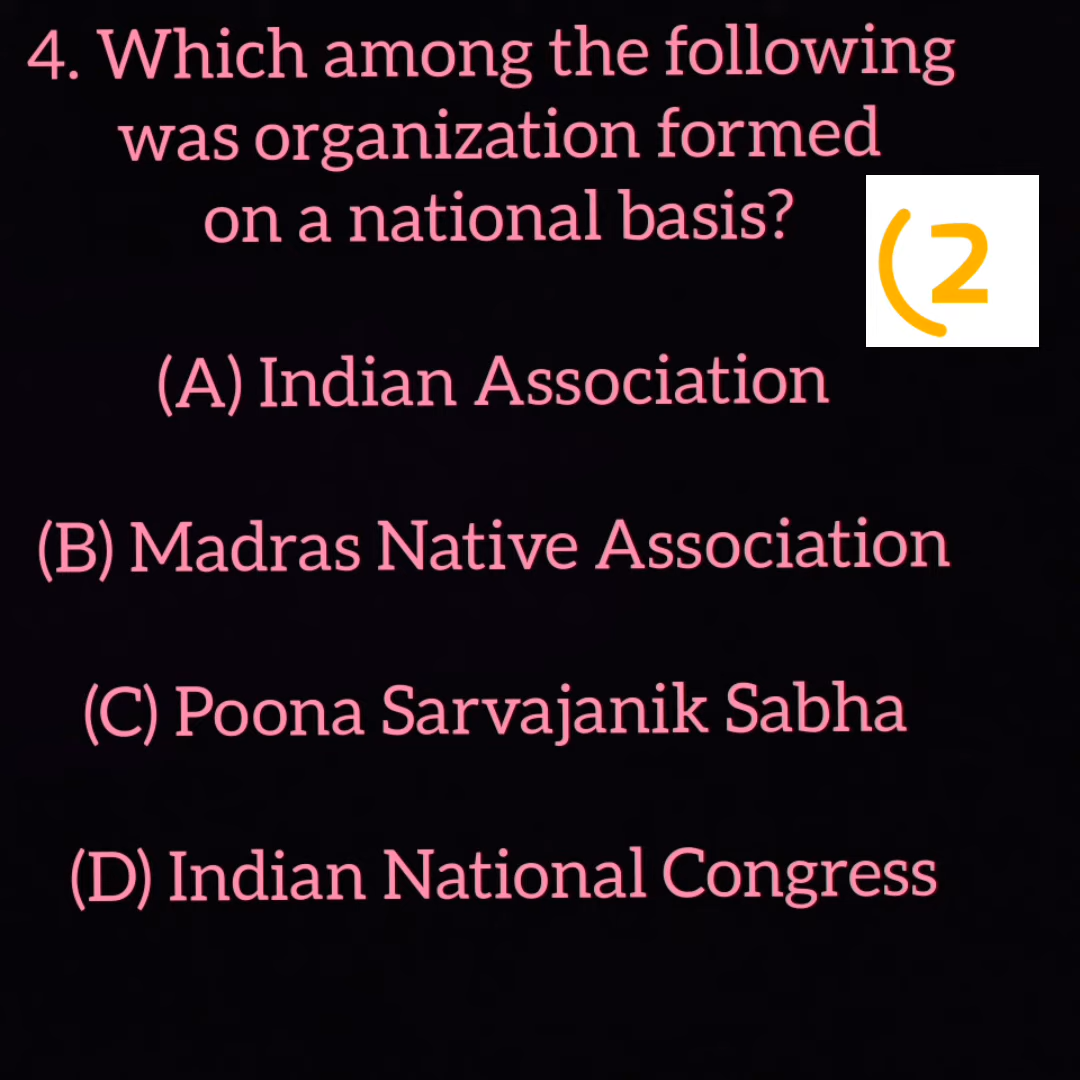 4. Which among the following
was organization formed
on a national basis?
2
(A) Indian Association
(B) Madras Native Association
(C) Poona Sarvajanik Sabha
(D) Indian National Congress